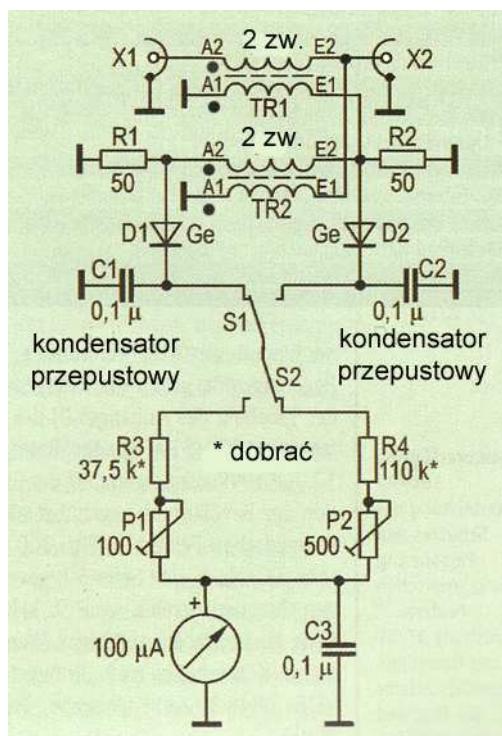 X1 A2 2 zw. E2 X2
A1 TR1 E1
R1 A2 2 zw. E2 R2
50 A1 TR2 E1 50
D1 Ge Ge D2
C1 C2
0,1 µ 0,1 µ
S1
kondensator przepustowy
kondensator przepustowy
S2
R3 * dobrać R4
37,5 k* 110 k*
P1 P2
100 500
+
100 µA C3
0,1 µ